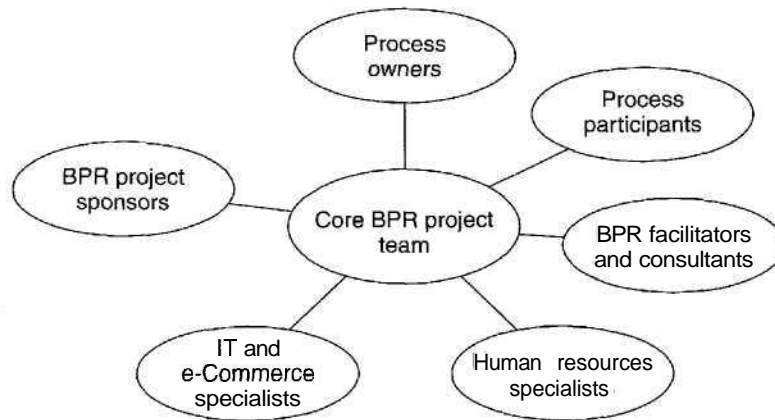 Process
owners
Process
participants
BPR project
sponsors
Core BPR project
team
BPR facilitators
and consultants
IT and
e-Commerce
specialists
Human resources
specialists